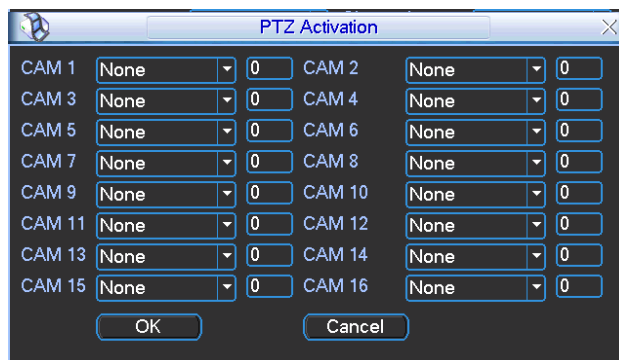 PTZ Activation
CAM 1 None 0 CAM 2 None 0
CAM 3 None 0 CAM 4 None 0
CAM 5 None 0 CAM 6 None 0
CAM 7 None 0 CAM 8 None 0
CAM 9 None 0 CAM 10 None 0
CAM 11 None 0 CAM 12 None 0
CAM 13 None 0 CAM 14 None 0
CAM 15 None 0 CAM 16 None 0
OK Cancel